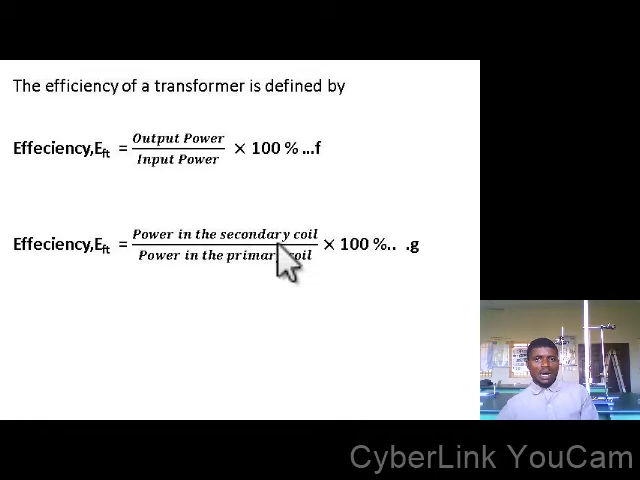 The efficiency of a transformer is defined by
Effeciency,Eft = Output Power / Input Power × 100 % ...f
Effeciency,Eft = Power in the secondary coil / Power in the primary coil × 100 %.. .g
CyberLink YouCam